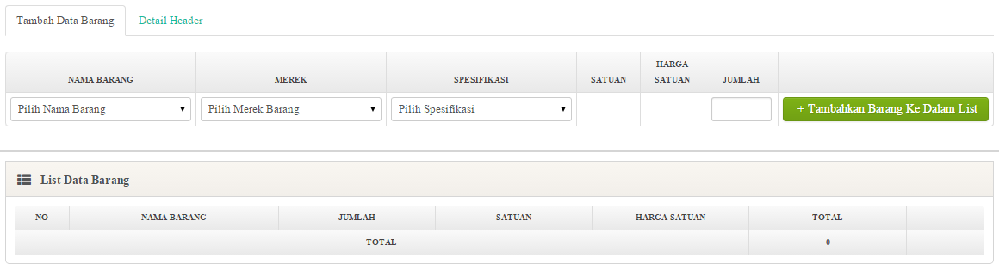 Tambah Data Barang Detail Header
NAMA BARANG MEREK SPESIFIKASI SATUAN HARGA SATUAN JUMLAH
Pilih Nama Barang Pilih Merek Barang Pilih Spesifikasi + Tambahkan Barang Ke Dalam List
List Data Barang
NO NAMA BARANG JUMLAH SATUAN HARGA SATUAN TOTAL
TOTAL 0